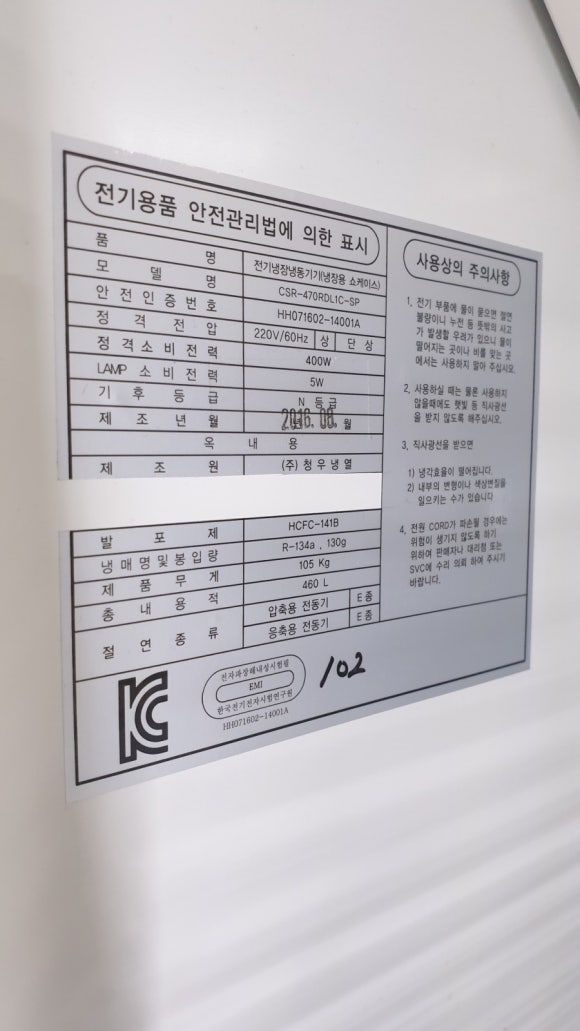 전기용품 안전관리법에 의한 표시
품 명 전기냉장냉동기기(냉장용 쇼케이스)
모 델 명 CSR-470RDL1C-SP
안 전 인 증 번 호 HH071602-14001A
정 격 전 압 220V/60Hz 상 단 상
정 격 소 비 전 력 400W
LAMP 소 비 전 력 5W
기 후 등 급 N 등 급
제 조 년 월 2016. 08. 월
옥 내 용
제 조 원 (주) 청 우 냉 열
발 포 제 HCFC-141B
냉 매 명 및 봉 입 량 R-134a , 130g
제 품 무 게 105 Kg
총 내 용 적 460 L
절 연 종 류 압축용 전동기 E 종
응축용 전동기 E 종
전자파장해내성시험필
EMI
한국전기전자시험연구원
HH071602-14001A
102
사용상의 주의사항
1. 전기 부품에 물이 묻으면 절연
불량이나 누전 등 뜻밖의 사고
가 발생할 우려가 있으니 물이
떨어지는 곳이나 비를 맞는 곳
에서는 사용하지 말아 주십시오.
2. 사용하실 때는 물론 사용하지
않을때에도 햇빛 등 직사광선
을 받지 않도록 해주십시오.
3. 직사광선을 받으면
1) 냉각효율이 떨어집니다.
2) 내부의 변형이나 색상변질을
일으키는 수가 있습니다
4. 전원 CORD가 파손될 경우에는
위험이 생기지 않도록 하기
위하여 판매자나 대리점 또는
SVC에 수리 의뢰 하여 주시기
바랍니다.